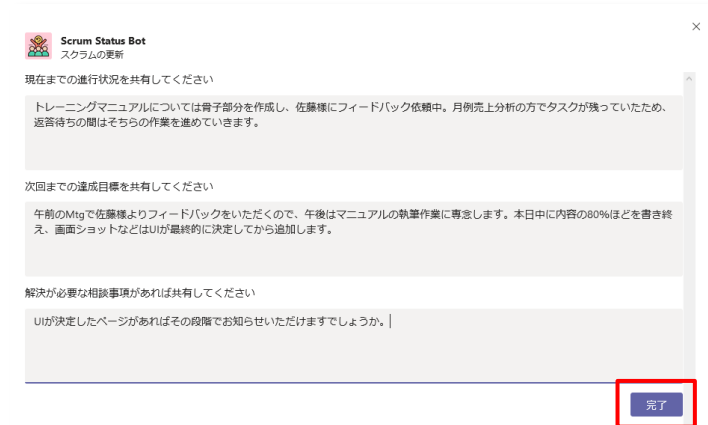 Scrum Status Bot
スクラムの更新
現在までの進行状況を共有してください
トレーニングマニュアルについては骨子部分を作成し、佐藤様にフィードバック依頼中。月例売上分析の方でタスクが残っていたため、
返答待ちの間はそちらの作業を進めていきます。
次回までの達成目標を共有してください
午前のMtgで佐藤様よりフィードバックをいただくので、午後はマニュアルの執筆作業に専念します。本日中に内容の80%ほどを書き終
え、画面ショットなどはUIが最終的に決定してから追加します。
解決が必要な相談事項があれば共有してください
UIが決定したページがあればその段階でお知らせいただけますでしょうか。
完了